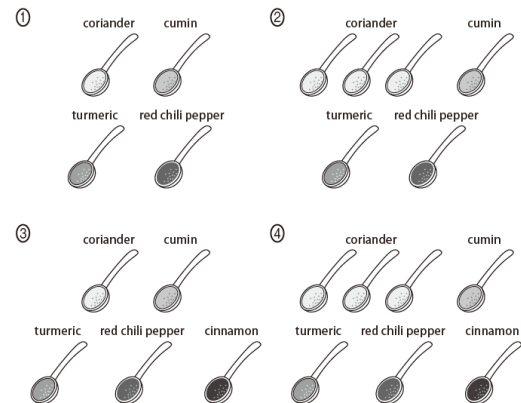 ① coriander cumin
turmeric red chili pepper
② coriander cumin
turmeric red chili pepper
③ coriander cumin
turmeric red chili pepper cinnamon
④ coriander cumin
turmeric red chili pepper cinnamon